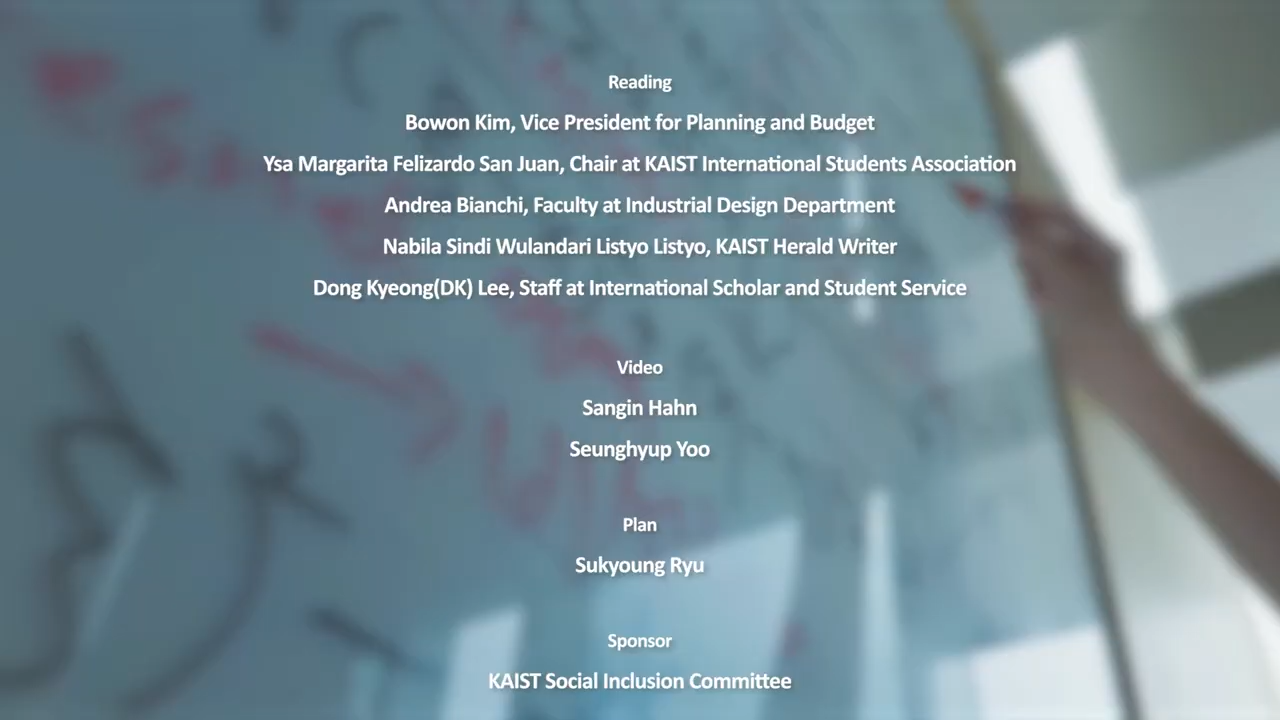 Reading
Bowon Kim, Vice President for Planning and Budget
Ysa Margarita Felizardo San Juan, Chair at KAIST International Students Association
Andrea Bianchi, Faculty at Industrial Design Department
Nabila Sindi Wulandari Listyo Listyo, KAIST Herald Writer
Dong Kyeong(DK) Lee, Staff at International Scholar and Student Service
Video
Sangin Hahn
Seunghyup Yoo
Plan
Sukyoung Ryu
Sponsor
KAIST Social Inclusion Committee